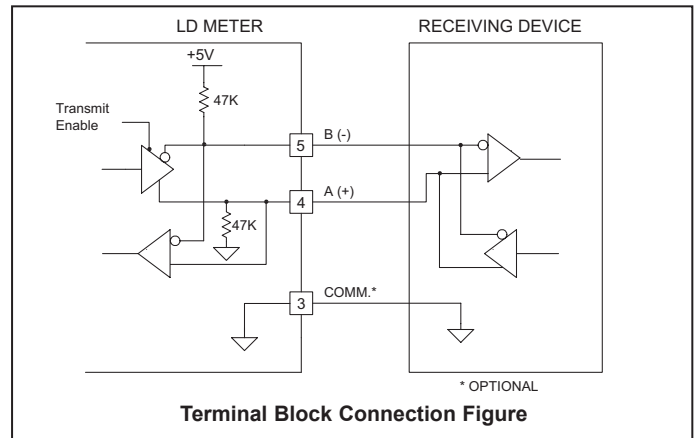 LD METER
RECEIVING DEVICE
+5V
47K
Transmit
Enable
5
B (-)
4
A (+)
47K
3
COMM.*
* OPTIONAL
Terminal Block Connection Figure